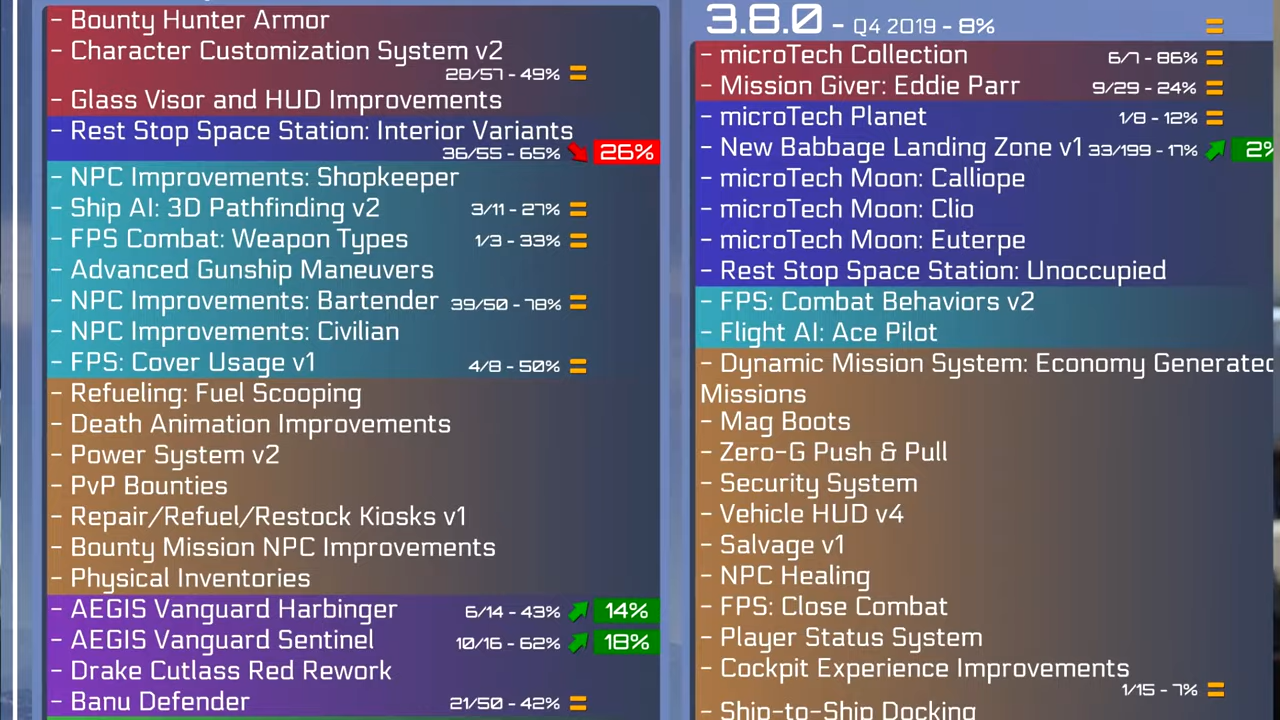 - Bounty Hunter Armor
- Character Customization System v2
28/57 - 49% =
- Glass Visor and HUD Improvements
- Rest Stop Space Station: Interior Variants
36/55 - 65% 26%
- NPC Improvements: Shopkeeper
- Ship AI: 3D Pathfinding v2 3/11 - 27% =
- FPS Combat: Weapon Types 1/3 - 33% =
- Advanced Gunship Maneuvers
- NPC Improvements: Bartender 39/50 - 78% =
- NPC Improvements: Civilian
- FPS: Cover Usage v1 4/8 - 50% =
- Refueling: Fuel Scooping
- Death Animation Improvements
- Power System v2
- PvP Bounties
- Repair/Refuel/Restock Kiosks v1
- Bounty Mission NPC Improvements
- Physical Inventories
- AEGIS Vanguard Harbinger 6/14 - 43% 14%
- AEGIS Vanguard Sentinel 10/16 - 62% 18%
- Drake Cutlass Red Rework
- Banu Defender 21/50 - 42% =
3.8.0 - Q4 2019 - 8% =
- microTech Collection 6/7 - 86% =
- Mission Giver: Eddie Parr 9/29 - 24% =
- microTech Planet 1/8 - 12% =
- New Babbage Landing Zone v1 33/199 - 17% 2%
- microTech Moon: Calliope
- microTech Moon: Clio
- microTech Moon: Euterpe
- Rest Stop Space Station: Unoccupied
- FPS: Combat Behaviors v2
- Flight AI: Ace Pilot
- Dynamic Mission System: Economy Generated
Missions
- Mag Boots
- Zero-G Push & Pull
- Security System
- Vehicle HUD v4
- Salvage v1
- NPC Healing
- FPS: Close Combat
- Player Status System
- Cockpit Experience Improvements
1/15 - 7% =
- Ship-to-Ship Docking